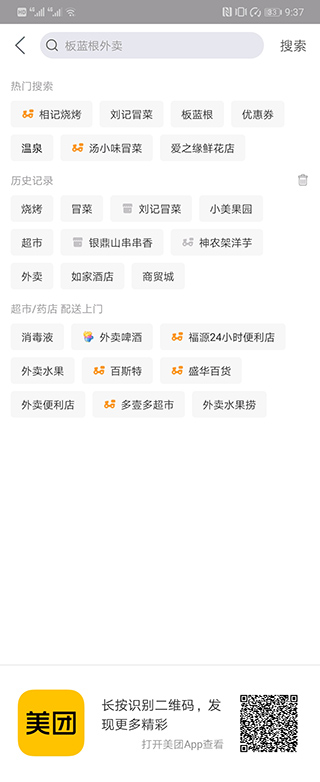 9:37
板蓝根外卖 搜索
热门搜索
相记烧烤 刘记冒菜 板蓝根 优惠券
温泉 汤小味冒菜 爱之缘鲜花店
历史记录
烧烤 冒菜 刘记冒菜 小美果园
超市 银鼎山串串香 神农架洋芋
外卖 如家酒店 商贸城
超市/药店 配送上门
消毒液 外卖啤酒 福源24小时便利店
外卖水果 百斯特 盛华百货
外卖便利店 多壹多超市 外卖水果捞
美团
长按识别二维码，发
现更多精彩
打开美团App查看